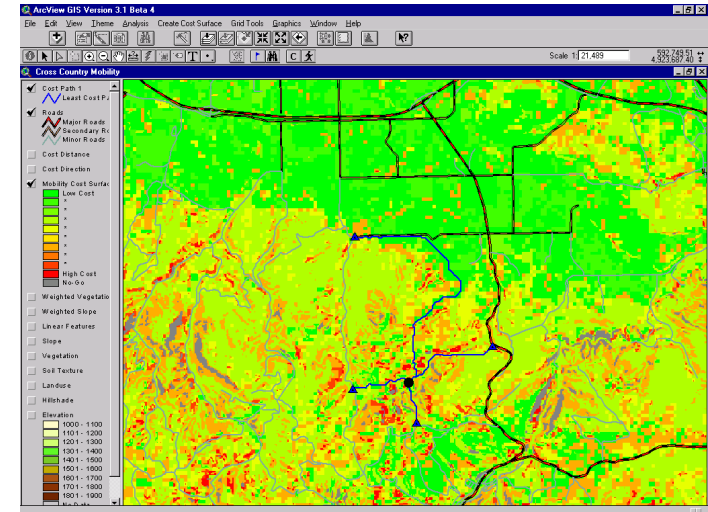 ArcView GIS Version 3.1 Beta 4
File Edit View Theme Analysis Create Cost Surface Grid Tools Graphics Window Help
Scale 1: 21,489
592,749.51
4,923,687.40
Cross Country Mobility
Cost Path 1
Least Cost Pa
Roads
Major Roads
Secondary Ro
Minor Roads
Cost Distance
Cost Direction
Mobility Cost Surfac
Low Cost
"
"
"
"
"
"
"
"
High Cost
No-Go
Weighted Vegetatio
Weighted Slope
Linear Features
Slope
Vegetation
Soil Texture
Landuse
Hillshade
Elevation
1000 - 1100
1101 - 1200
1201 - 1300
1301 - 1400
1401 - 1500
1501 - 1600
1601 - 1700
1701 - 1800
1801 - 1900
No Data